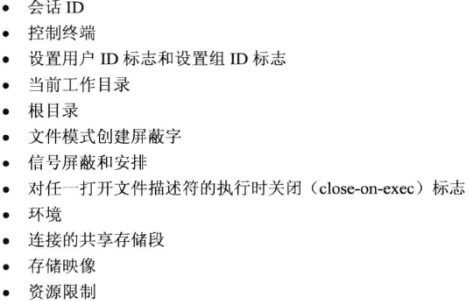 • 会话 ID
• 控制终端
• 设置用户 ID 标志和设置组 ID 标志
• 当前工作目录
• 根目录
• 文件模式创建屏蔽字
• 信号屏蔽和安排
• 对任一打开文件描述符的执行时关闭（close-on-exec）标志
• 环境
• 连接的共享存储段
• 存储映像
• 资源限制